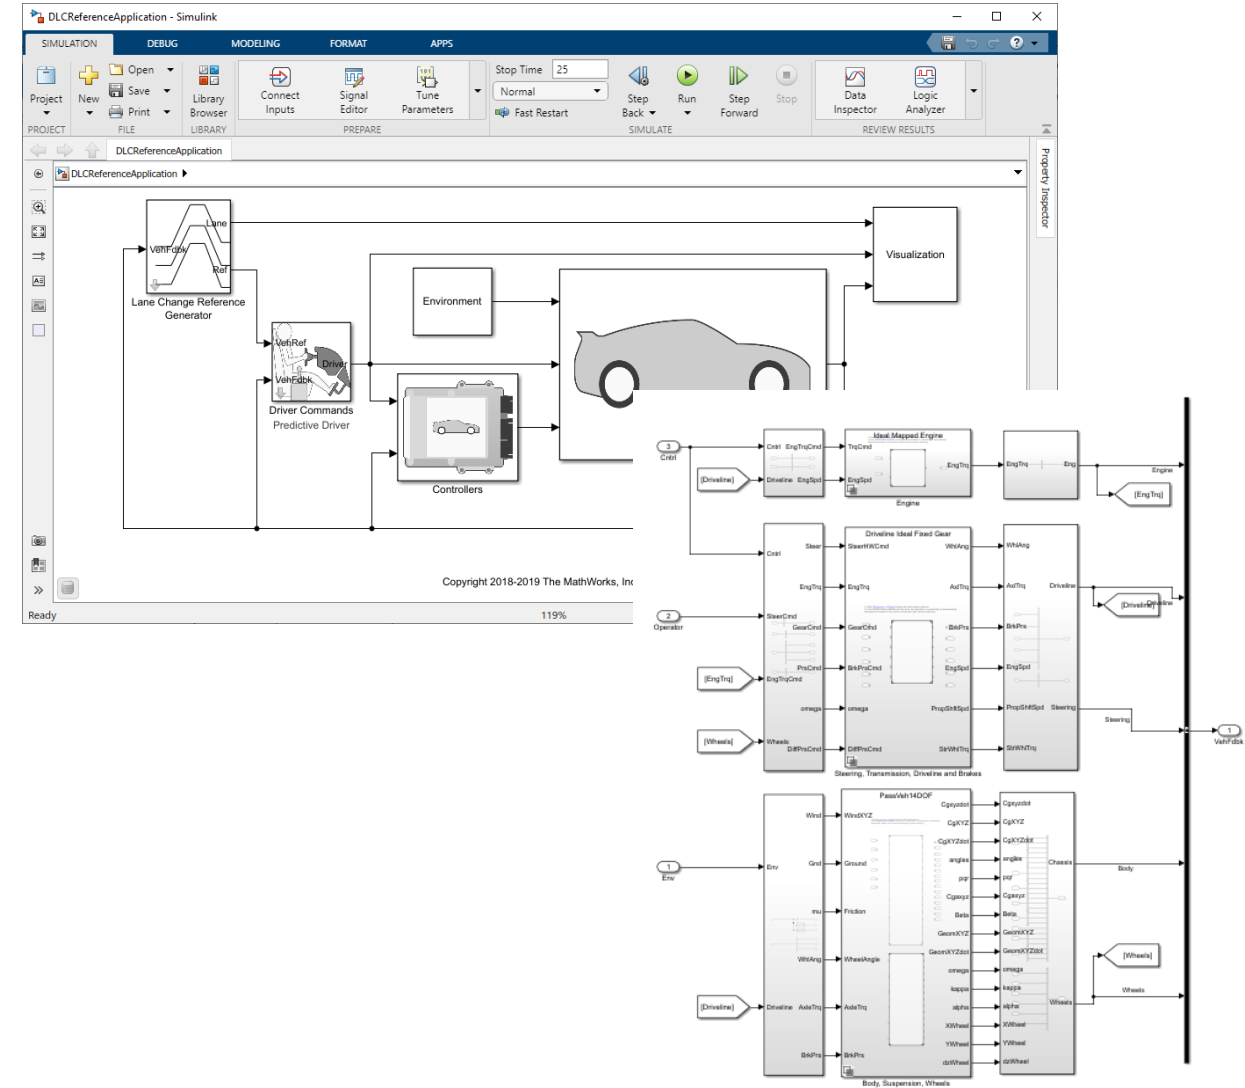 DLCReferenceApplication - Simulink
SIMULATION DEBUG MODELING FORMAT APPS
Project
New
Open
Save
Print
Library
Browser
Connect
Inputs
Signal
Editor
Tune
Parameters
Stop Time 25
Normal
Fast Restart
Step
Back
Run
Step
Forward
Stop
Data
Inspector
Logic
Analyzer
PROJECT FILE LIBRARY PREPARE SIMULATE REVIEW RESULTS
DLCReferenceApplication
DLCReferenceApplication
Property Inspector
Lane
VehFdbk
Ref
Lane Change Reference
Generator
Visualization
Environment
VehRef
Driver
VehFdbk
Driver Commands
Predictive Driver
Controllers
Copyright 2018-2019 The MathWorks, Inc
Ready 119%
3
Cntrl
[Driveline]
Cntrl EngTrqCmd
Driveline EngSpd
Ideal Mapped Engine
TrqCmd
EngTrq
EngSpd
Engine
EngTrq Eng
Engine
[EngTrq]
2
Operator
[EngTrq]
[Wheels]
Steer
Cntrl
EngTrq
SteerCmd
GearCmd
PrsCmd
EngTrqCmd
omega
Wheels
DiffPrsCmd
Driveline Ideal Fixed Gear
SteerHWCmd WhlAng
EngTrq AxlTrq
GearCmd BrkPrs
BrkPrsCmd EngSpd
omega PropShftSpd
DiffPrsCmd StrWhlTrq
Steering, Transmission, Driveline and Brakes
WhlAng
AxlTrq Driveline
BrkPrs
EngSpd
PropShftSpd Steering
StrWhlTrq
[Driveline]
Driveline
Steering
1
VehFdbk
1
Env
[Driveline]
Wind
Env Gnd
mu
WhlAng
Driveline AxleTrq
BrkPrs
PassVeh14DOF
WindXYZ
Ground
Friction
WheelAngle
AxleTrq
BrkPrs
Cgxyzdot
CgXYZ
CgXYZdot
angles
pqr
Cgaxyz
Beta
GeomXYZ
GeomXYZdot
omega
kappa
alpha
XWheel
YWheel
dzWheel
Body, Suspension, Wheels
Cgxyzdot
CgXYZ
CgXYZdot
angles
pqr
Cgaxyz
Beta
GeomXYZ
GeomXYZdot
omega
kappa
alpha
XWheel
YWheel
dzWheel
Chassis
Wheels
Body
[Wheels]
Wheels